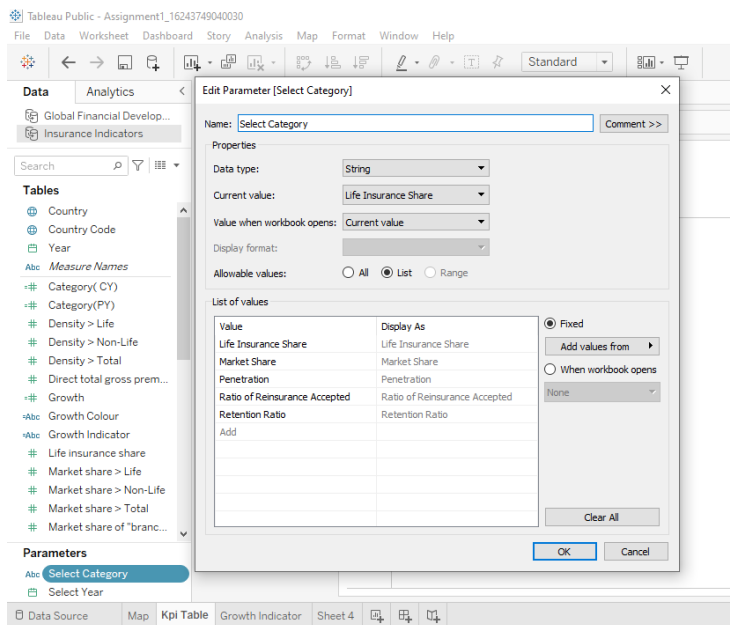 Tableau Public - Assignment1_16243749040030
File Data Worksheet Dashboard Story Analysis Map Format Window Help
Standard
Data Analytics
Global Financial Develop...
Insurance Indicators
Search
Tables
Country
Country Code
Year
Abc Measure Names
=# Category( CY)
=# Category(PY)
# Density > Life
# Density > Non-Life
# Density > Total
# Direct total gross prem...
=# Growth
=Abc Growth Colour
=Abc Growth Indicator
# Life insurance share
# Market share > Life
# Market share > Non-Life
# Market share > Total
# Market share of "branc...
Parameters
Abc Select Category
Select Year
Edit Parameter [Select Category]
Name: Select Category Comment >>
Properties
Data type: String
Current value: Life Insurance Share
Value when workbook opens: Current value
Display format:
Allowable values: All List Range
List of values
Value Display As
Life Insurance Share Life Insurance Share
Market Share Market Share
Penetration Penetration
Ratio of Reinsurance Accepted Ratio of Reinsurance Accepted
Retention Ratio Retention Ratio
Add
Fixed
Add values from
When workbook opens
None
Clear All
OK Cancel
Data Source Map Kpi Table Growth Indicator Sheet 4